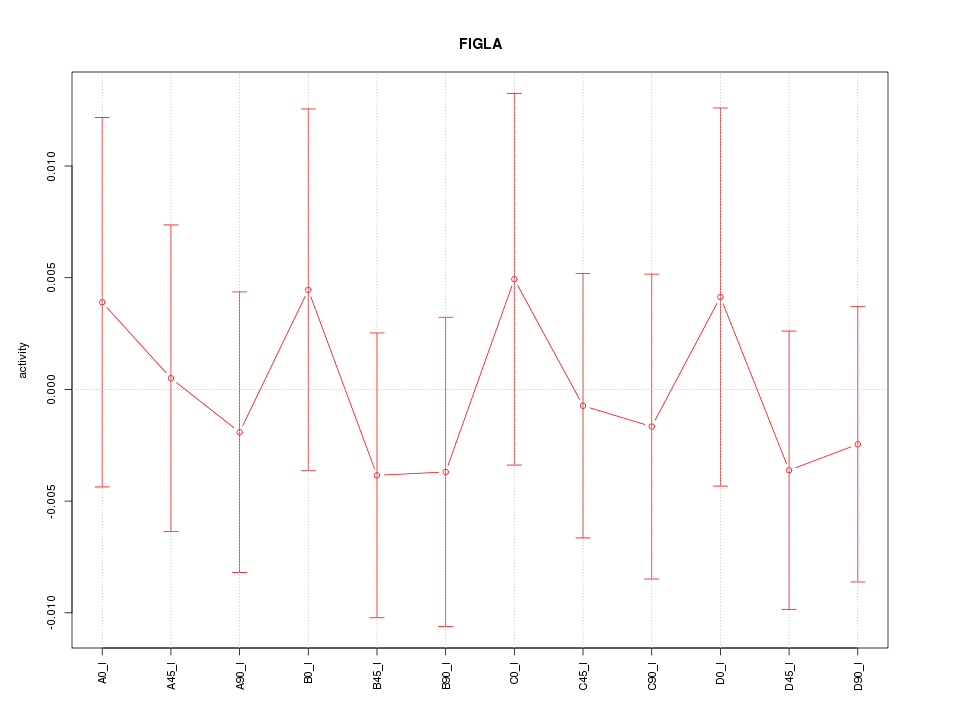 FIGLA
activity
0.010
0.005
0.000
-0.005
-0.010
A0_I
A45_I
A90_I
B0_I
B45_I
B90_I
C0_I
C45_I
C90_I
D0_I
D45_I
D90_I